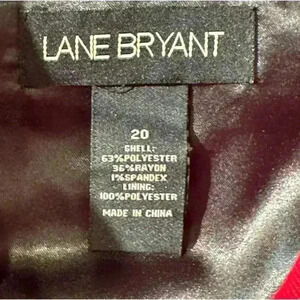 LANE BRYANT
20
SHELL:
63%POLYESTER
36%RAYON
1%SPANDEX
LINING:
100%POLYESTER
MADE IN CHINA